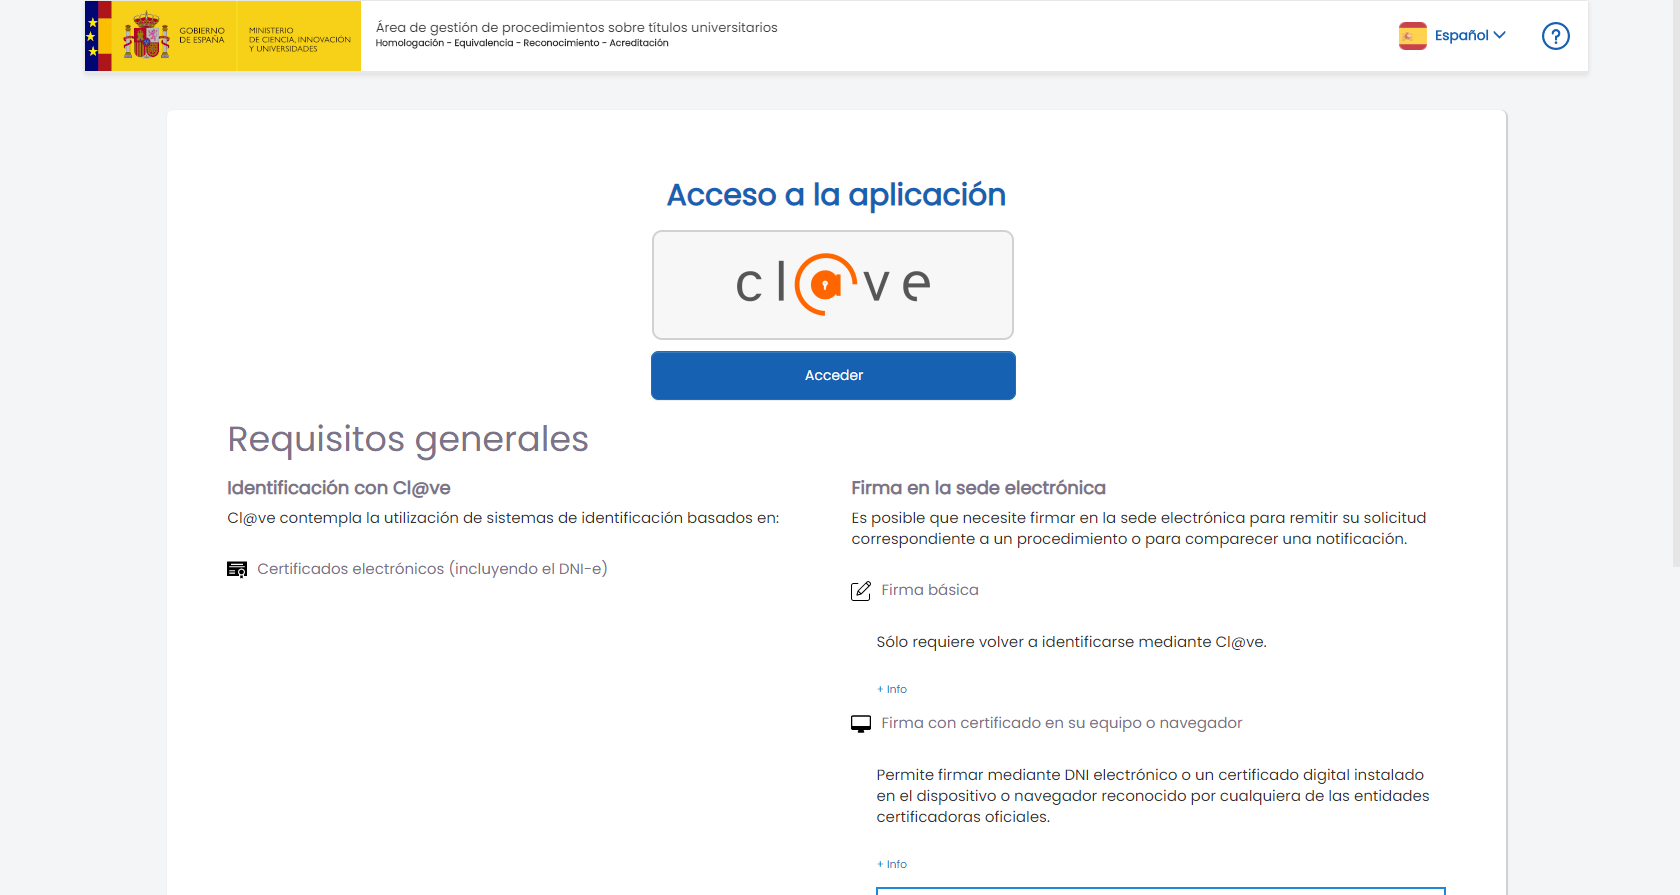 GOBIERNO
DE ESPAÑA
MINISTERIO
DE CIENCIA, INNOVACIÓN
Y UNIVERSIDADES
Área de gestión de procedimientos sobre títulos universitarios
Homologación - Equivalencia - Reconocimiento - Acreditación
Español
?
Acceso a la aplicación
cl@ve
Acceder
Requisitos generales
Identificación con Cl@ve
Cl@ve contempla la utilización de sistemas de identificación basados en:
Certificados electrónicos (incluyendo el DNI-e)
Firma en la sede electrónica
Es posible que necesite firmar en la sede electrónica para remitir su solicitud
correspondiente a un procedimiento o para comparecer una notificación.
Firma básica
Sólo requiere volver a identificarse mediante Cl@ve.
+ Info
Firma con certificado en su equipo o navegador
Permite firmar mediante DNI electrónico o un certificado digital instalado
en el dispositivo o navegador reconocido por cualquiera de las entidades
certificadoras oficiales.
+ Info